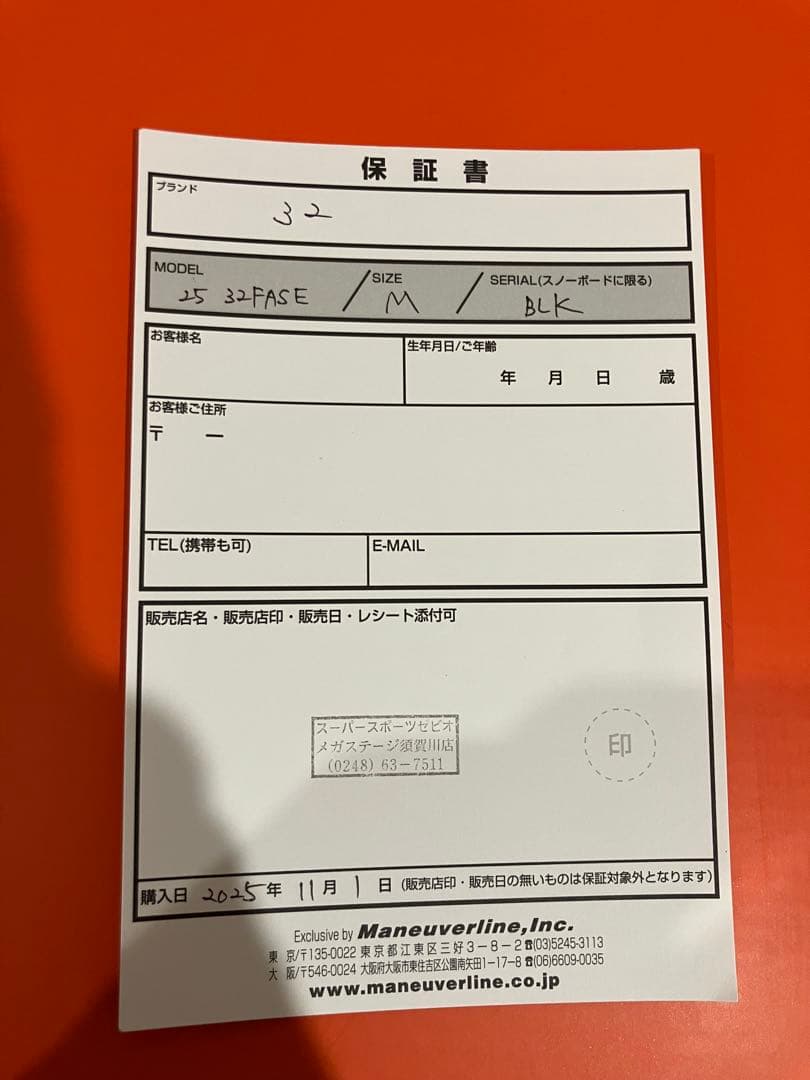 保証書
ブランド
32
MODEL
25 32FASE
SIZE
M
SERIAL(スノーボードに限る)
BLK
お客様名
生年月日/ご年齢
年 月 日 歳
お客様ご住所
〒 ー
TEL(携帯も可)
E-MAIL
販売店名・販売店印・販売日・レシート添付可
スーパースポーツゼビオ
メガステージ須賀川店
(0248) 63-7511
印
購入日 2025年 11月 1日 (販売店印・販売日の無いものは保証対象外となります)
Exclusive by Maneuverline,Inc.
東 京/〒135-0022 東京都江東区三好3-8-2☎(03)5245-3113
大 阪/〒546-0024 大阪府大阪市東住吉区公園南矢田1-17-8☎(06)6609-0035
www.maneuverline.co.jp